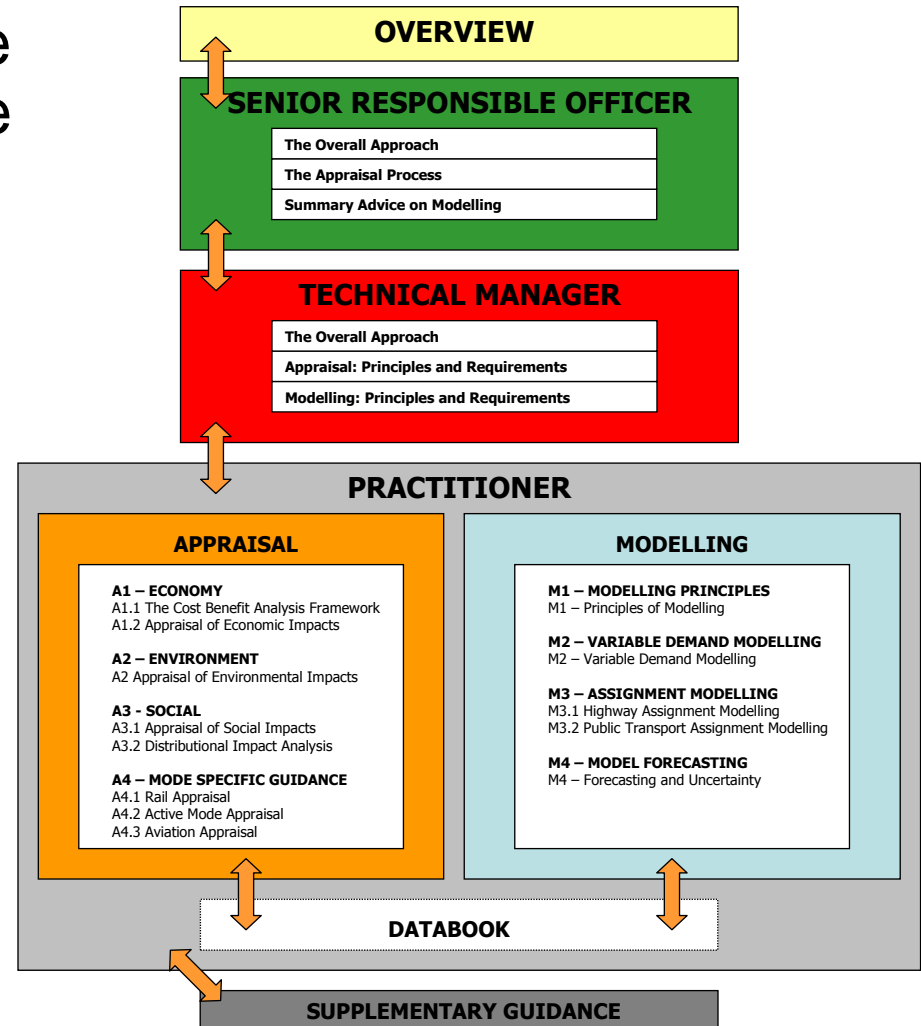 e
e
OVERVIEW
SENIOR RESPONSIBLE OFFICER
The Overall Approach
The Appraisal Process
Summary Advice on Modelling
TECHNICAL MANAGER
The Overall Approach
Appraisal: Principles and Requirements
Modelling: Principles and Requirements
PRACTITIONER
APPRAISAL
A1 – ECONOMY
A1.1 The Cost Benefit Analysis Framework
A1.2 Appraisal of Economic Impacts
A2 – ENVIRONMENT
A2 Appraisal of Environmental Impacts
A3 - SOCIAL
A3.1 Appraisal of Social Impacts
A3.2 Distributional Impact Analysis
A4 – MODE SPECIFIC GUIDANCE
A4.1 Rail Appraisal
A4.2 Active Mode Appraisal
A4.3 Aviation Appraisal
MODELLING
M1 – MODELLING PRINCIPLES
M1 – Principles of Modelling
M2 – VARIABLE DEMAND MODELLING
M2 – Variable Demand Modelling
M3 – ASSIGNMENT MODELLING
M3.1 Highway Assignment Modelling
M3.2 Public Transport Assignment Modelling
M4 – MODEL FORECASTING
M4 – Forecasting and Uncertainty
DATABOOK
SUPPLEMENTARY GUIDANCE